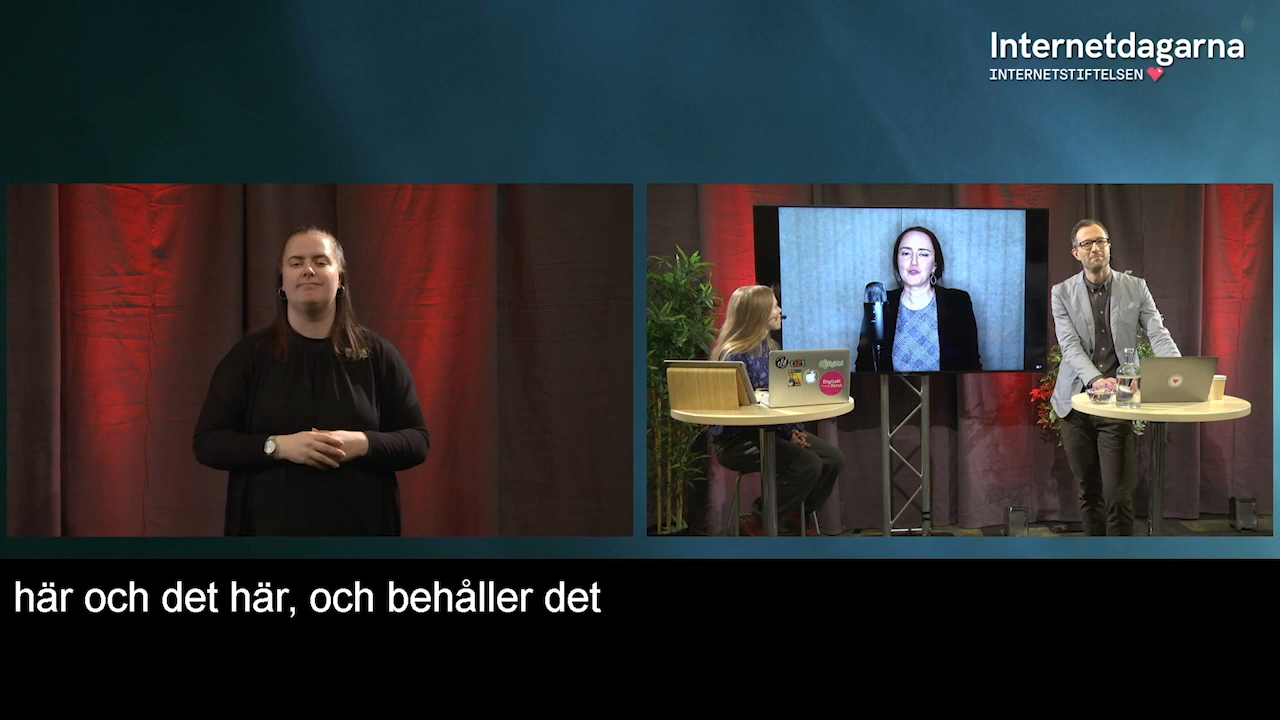 Internetdagarna
INTERNETSTIFTELSEN
här och det här, och behåller det